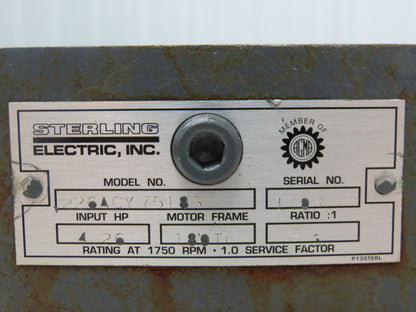 STERLING
ELECTRIC, INC.
MEMBER OF
AGMA
MODEL NO.
SERIAL NO.
INPUT HP
MOTOR FRAME
RATIO :1
RATING AT 1750 RPM • 1.0 SERVICE FACTOR
P135TERL